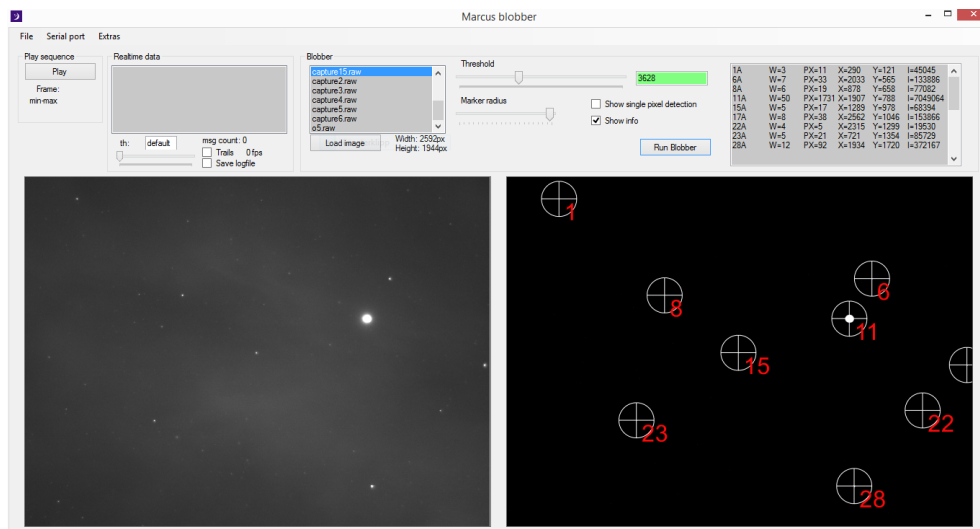 Marcus blobber
File Serial port Extras
Play sequence
Play
Frame:
min-max:
Realtime data
th: default msg count: 0
Trails 0 fps
Save logfile
Blobber
capture15.raw
capture2.raw
capture3.raw
capture4.raw
capture5.raw
capture6.raw
o5.raw
Load image
Width: 2592px
Height: 1944px
Threshold
3628
Marker radius
Show single pixel detection
Show info
Run Blobber
1A W=3 PX=11 X=290 Y=121 I=45045
6A W=7 PX=33 X=2033 Y=565 I=133886
8A W=6 PX=19 X=878 Y=658 I=77082
11A W=50 PX=1731 X=1907 Y=788 I=7049064
15A W=5 PX=17 X=1289 Y=978 I=68394
17A W=8 PX=38 X=2562 Y=1046 I=153866
22A W=4 PX=5 X=2315 Y=1299 I=19530
23A W=5 PX=21 X=721 Y=1354 I=85729
28A W=12 PX=92 X=1934 Y=1720 I=372167
1
6
8
11
15
22
23
28